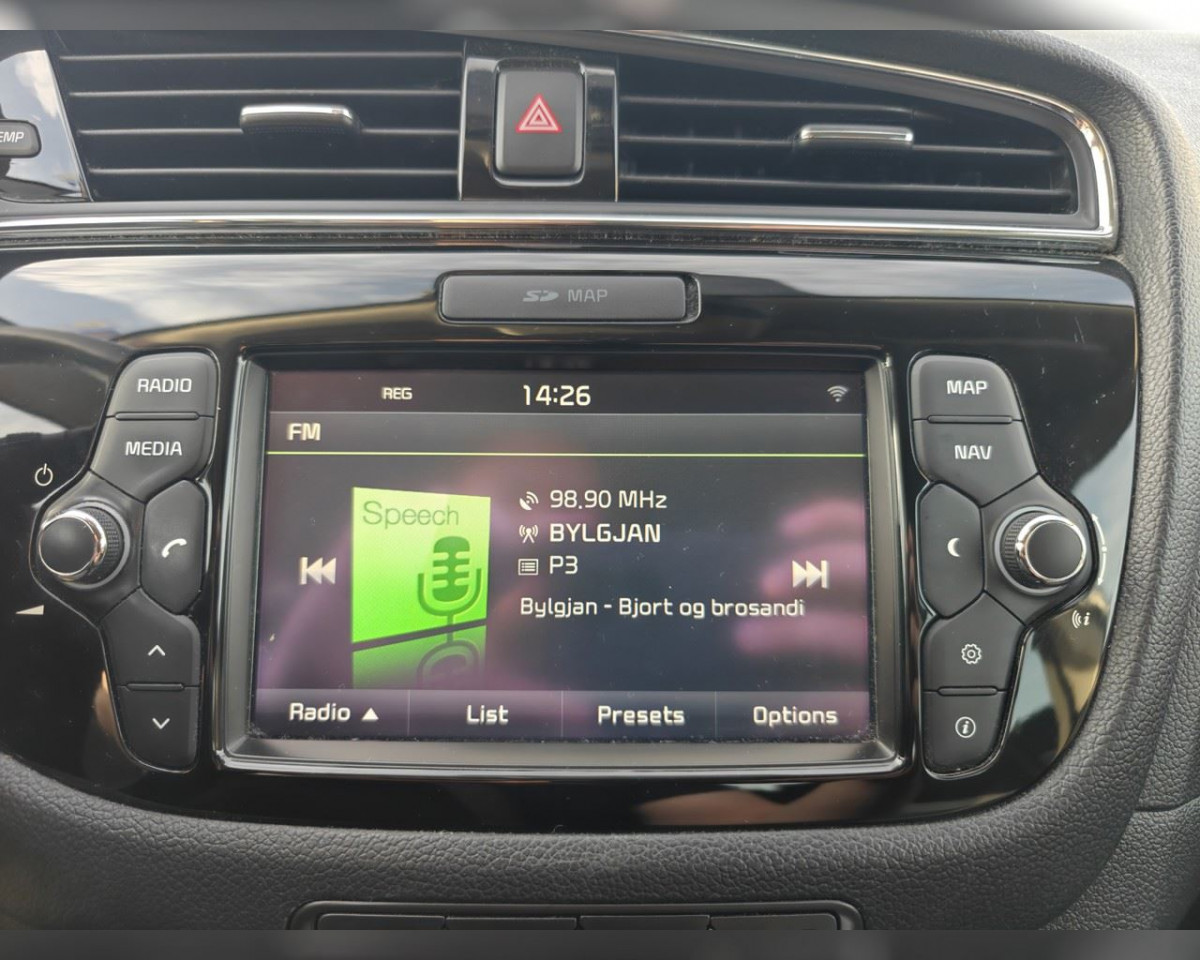 SD MAP
RADIO
MEDIA
REG 14:26
FM
Speech
98.90 MHz
BYLGJAN
P3
Bylgjan - Bjort og brosandi
Radio List Presets Options
MAP
NAV